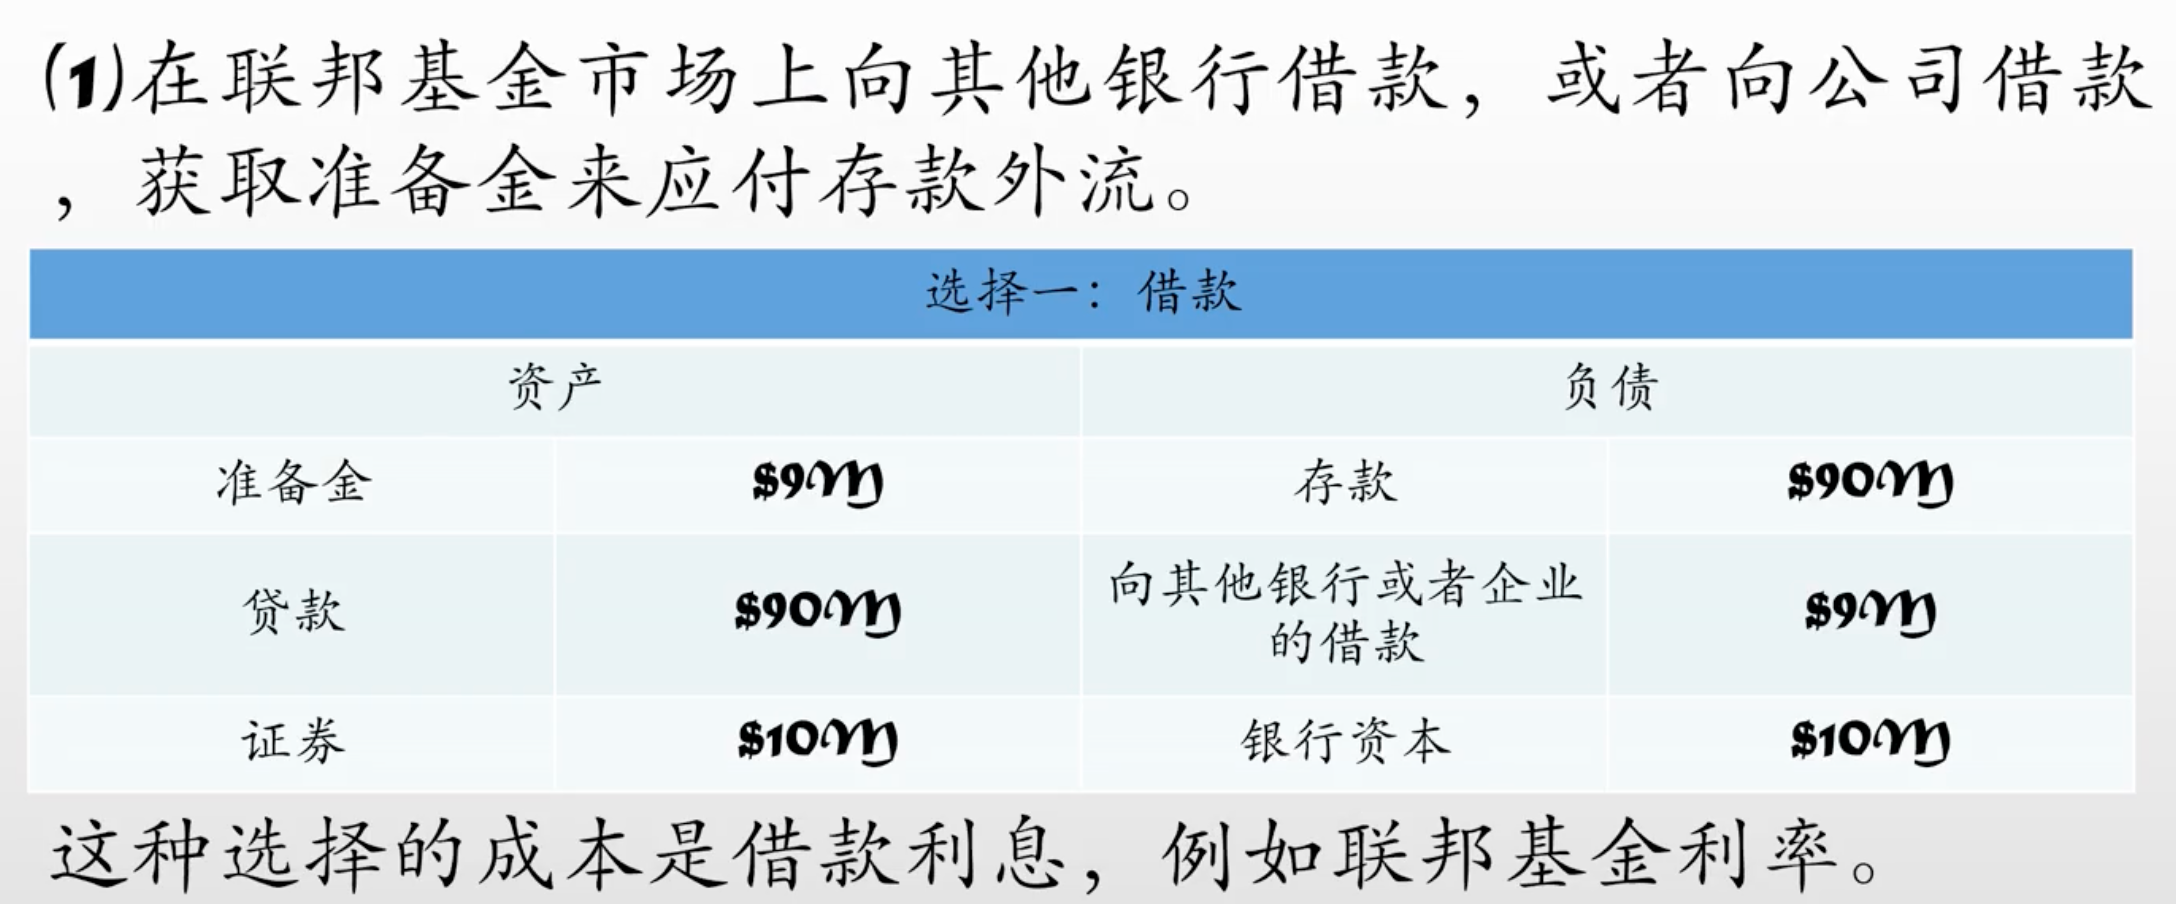 (1)在联邦基金市场上向其他银行借款，或者向公司借款
，获取准备金来应付存款外流。
选择一：借款
资产 负债
准备金 $9M 存款 $90M
贷款 $90M 向其他银行或者企业
的借款 $9M
证券 $10M 银行资本 $10M
这种选择的成本是借款利息，例如联邦基金利率。